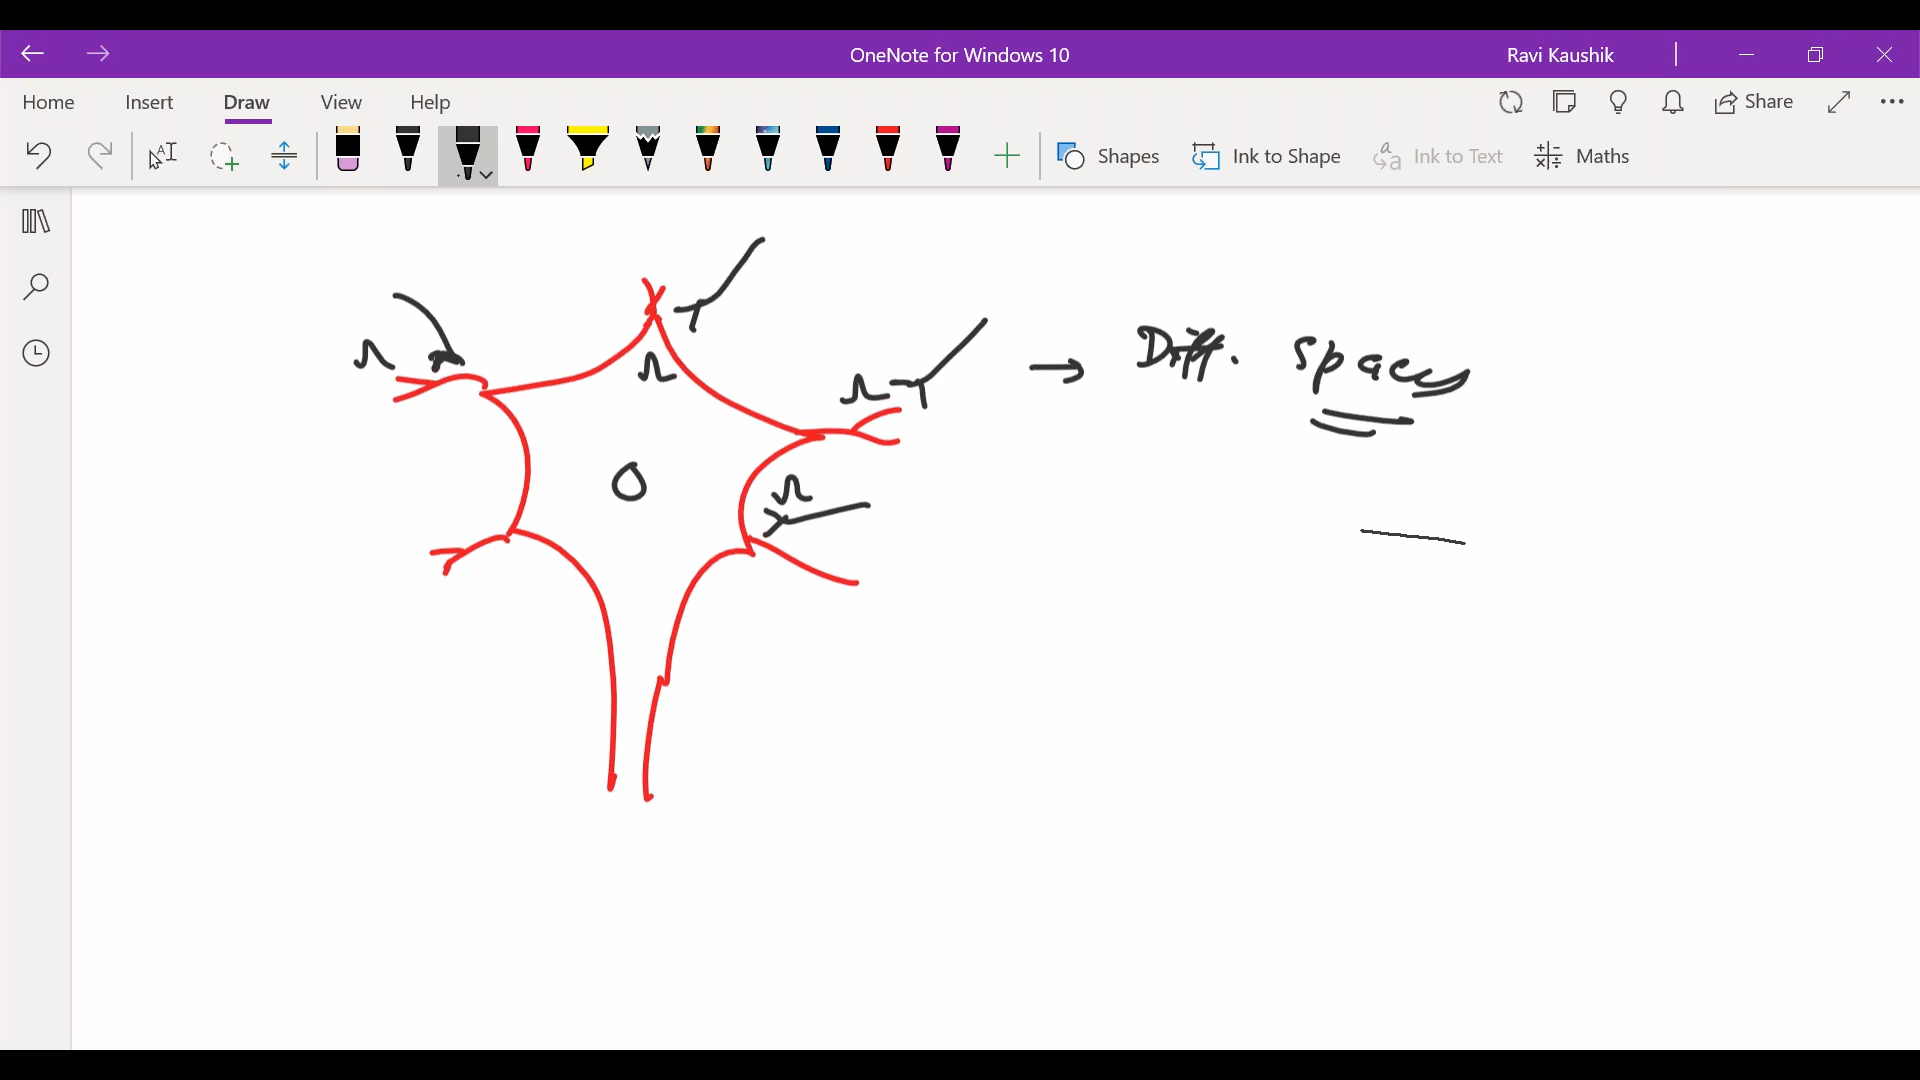 OneNote for Windows 10
Ravi Kaushik
Home Insert Draw View Help
Share
Shapes Ink to Shape Ink to Text Maths
→ Diff. Spaces